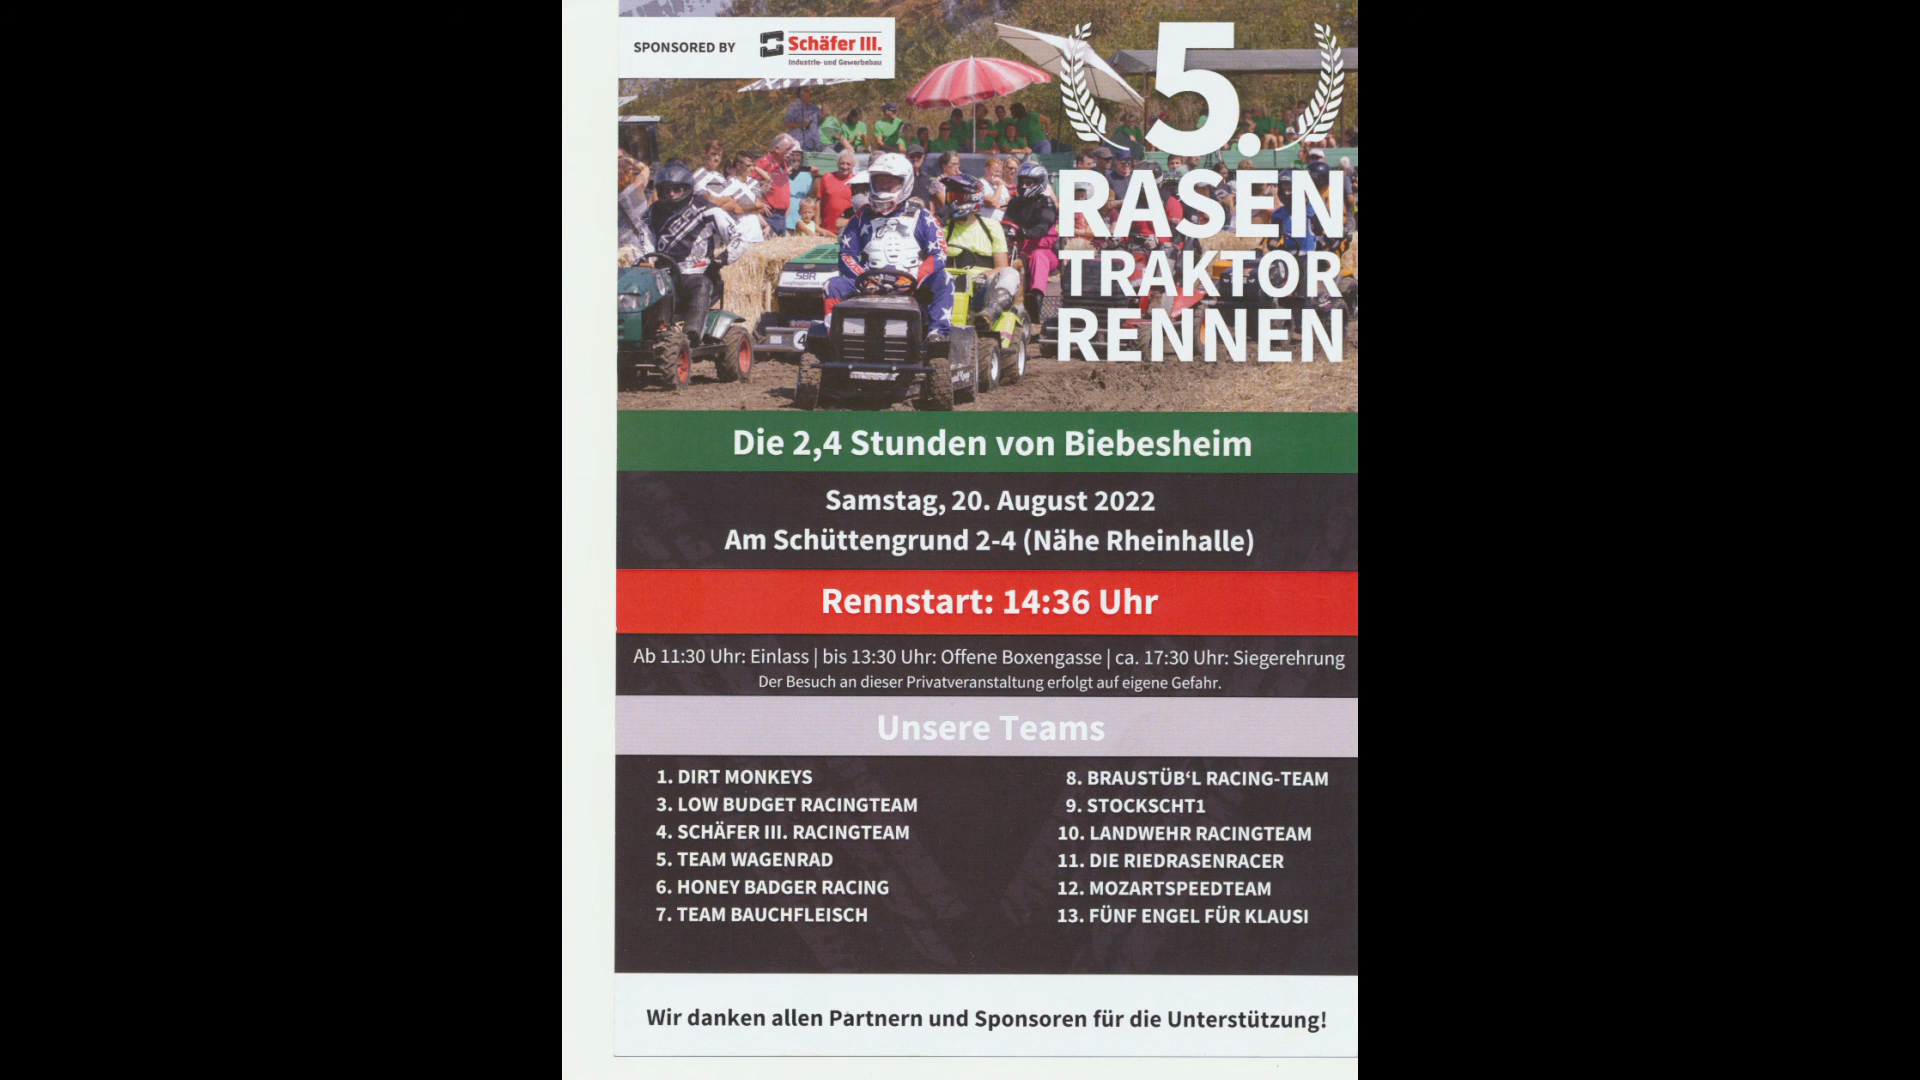 SPONSORED BY
Schäfer III.
Industrie- und Gewerbebau
5.
RASEN
TRAKTOR
RENNEN
SBR
4
Die 2,4 Stunden von Biebesheim
Samstag, 20. August 2022
Am Schüttengrund 2-4 (Nähe Rheinhalle)
Rennstart: 14:36 Uhr
Ab 11:30 Uhr: Einlass | bis 13:30 Uhr: Offene Boxengasse | ca. 17:30 Uhr: Siegerehrung
Der Besuch an dieser Privatveranstaltung erfolgt auf eigene Gefahr.
Unsere Teams
1. DIRT MONKEYS
3. LOW BUDGET RACINGTEAM
4. SCHÄFER III. RACINGTEAM
5. TEAM WAGENRAD
6. HONEY BADGER RACING
7. TEAM BAUCHFLEISCH
8. BRAUSTÜB‘L RACING-TEAM
9. STOCKSCHT1
10. LANDWEHR RACINGTEAM
11. DIE RIEDRASENRACER
12. MOZARTSPEEDTEAM
13. FÜNF ENGEL FÜR KLAUSI
Wir danken allen Partnern und Sponsoren für die Unterstützung!